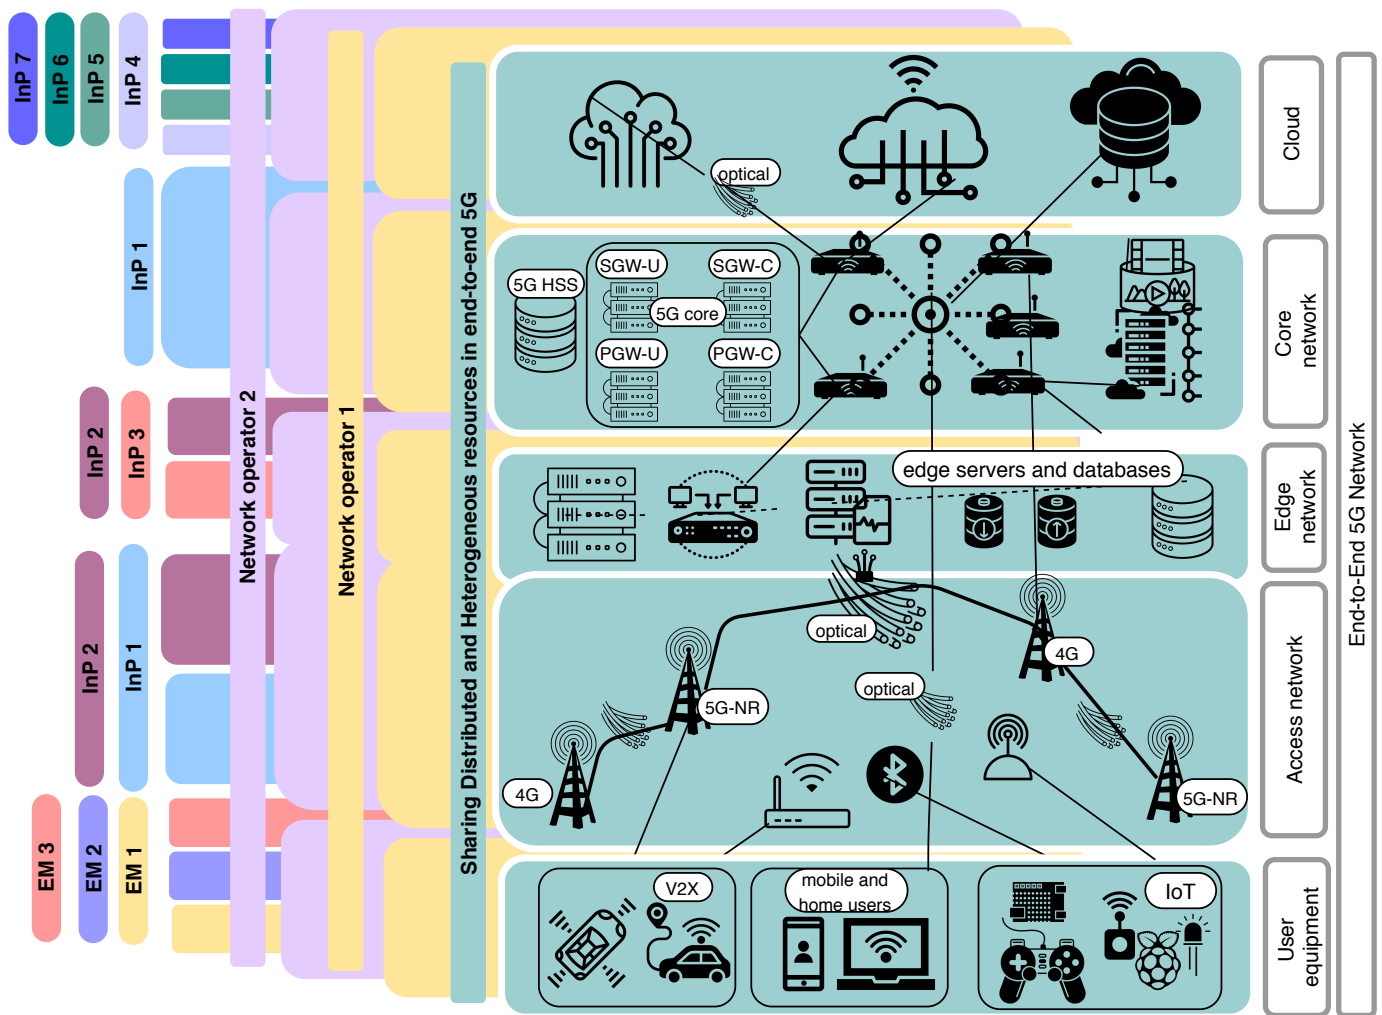 InP 7
InP 6
InP 5
InP 4
InP 1
InP 2
InP 3
InP 2
InP 1
EM 3
EM 2
EM 1
Network operator 2
Network operator 1
Sharing Distributed and Heterogeneous resources in end-to-end 5G
optical
Cloud
5G HSS
SGW-U
SGW-C
5G core
PGW-U
PGW-C
Core
network
edge servers and databases
Edge
network
optical
4G
optical
5G-NR
4G
5G-NR
Access network
V2X
mobile and
home users
IoT
User
equipment
End-to-End 5G Network